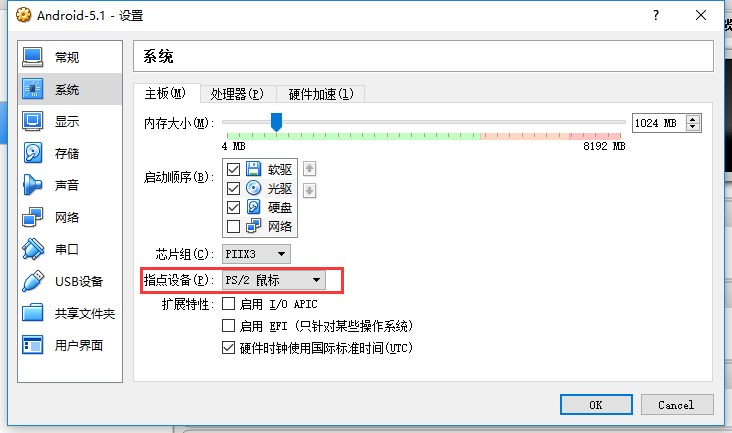 Android-5.1 - 设置
?
常规
系统
显示
存储
声音
网络
串口
USB设备
共享文件夹
用户界面
系统
主板(M) 处理器(P) 硬件加速(l)
内存大小(M): 1024 MB
4 MB 8192 MB
启动顺序(B): 软驱
光驱
硬盘
网络
芯片组(C): PIIX3
指点设备(P): PS/2 鼠标
扩展特性: 启用 I/O APIC
启用 EFI (只针对某些操作系统)
硬件时钟使用国际标准时间(UTC)
OK Cancel